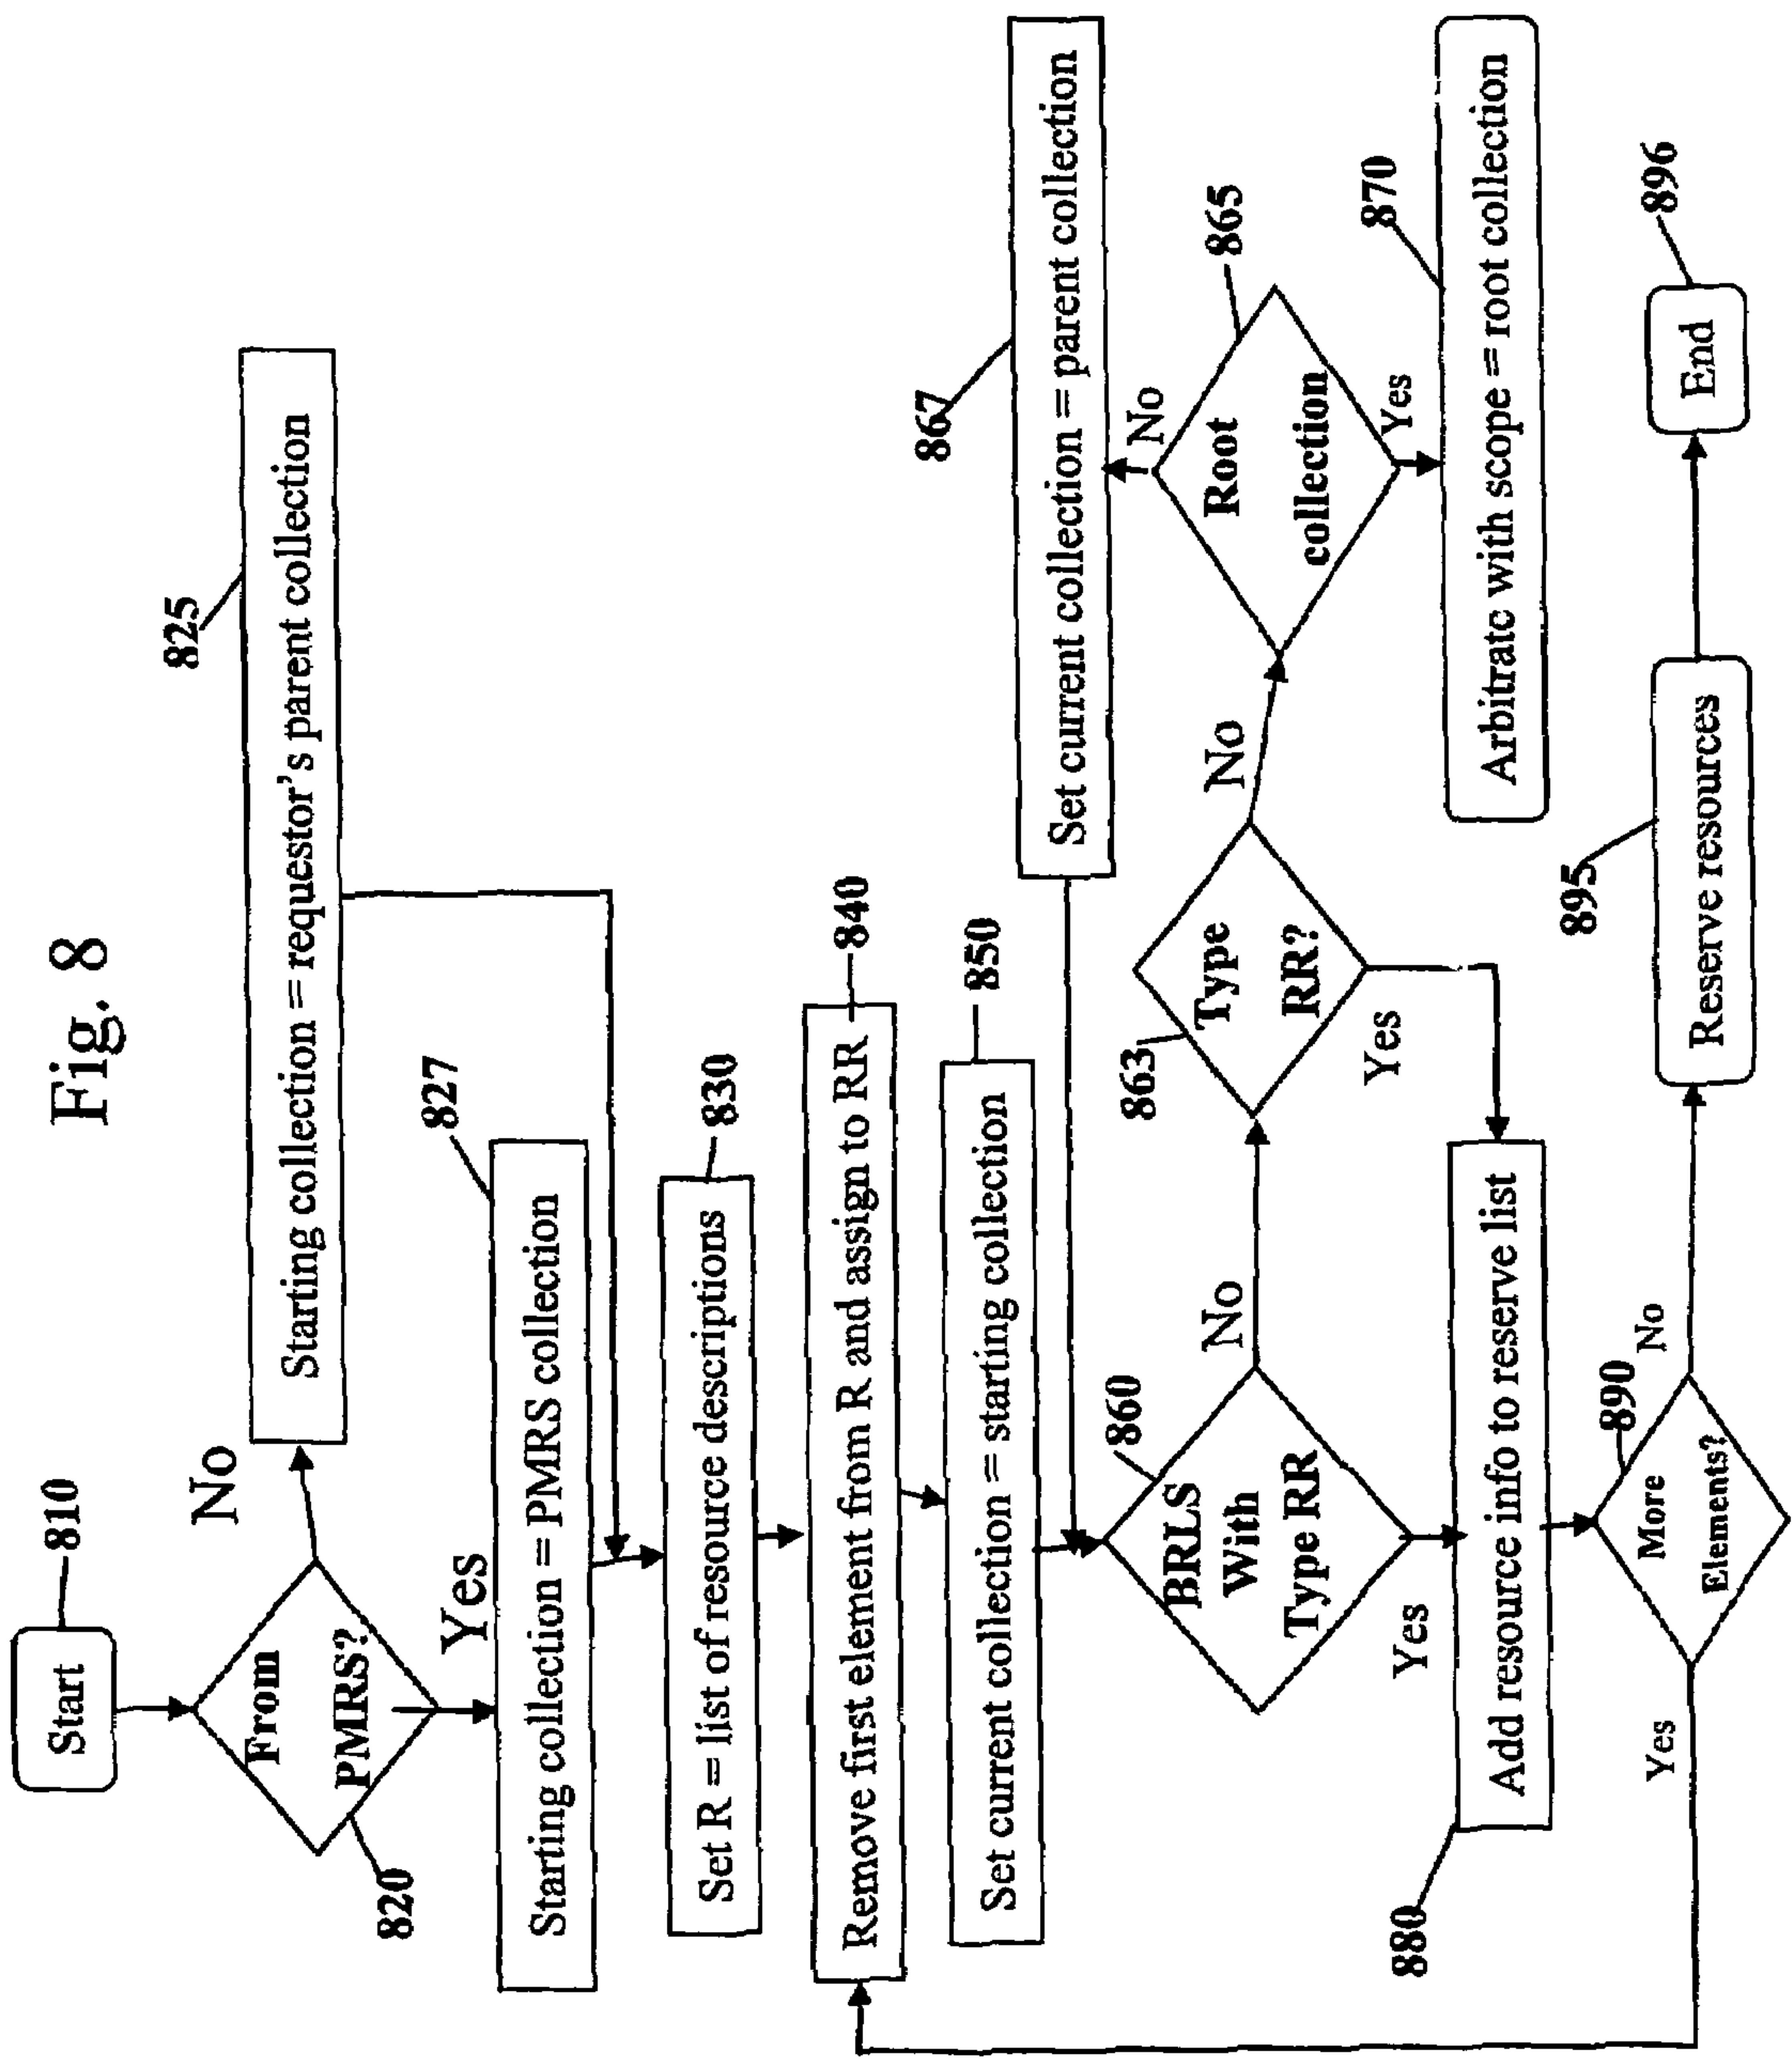 Fig. 8
Start
810
From
PMRS?
820
No
Yes
825
Starting collection = requestor's parent collection
827
Starting collection = PMRS collection
Set R = list of resource descriptions
830
Remove first element from R and assign to RR
840
Set current collection = starting collection
850
860
BRLS
With
Type RR
No
Yes
863
Type
RR?
No
Yes
865
Root
collection
No
Yes
867
Set current collection = parent collection
870
Arbitratc with scope = root collection
880
Add resource info to reserve list
890
More
Elements?
Yes
No
895
Reserve resources
896
End